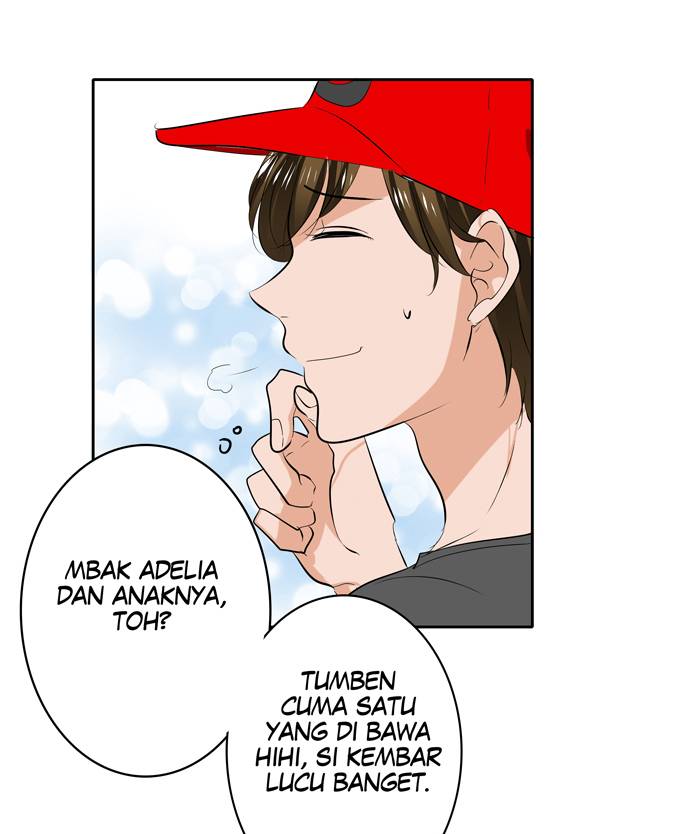 MBAK ADELIA
DAN ANAKNYA,
TOH?
TUMBEN
CUMA SATU
YANG DI BAWA
HIHI, SI KEMBAR
LUCU BANGET.